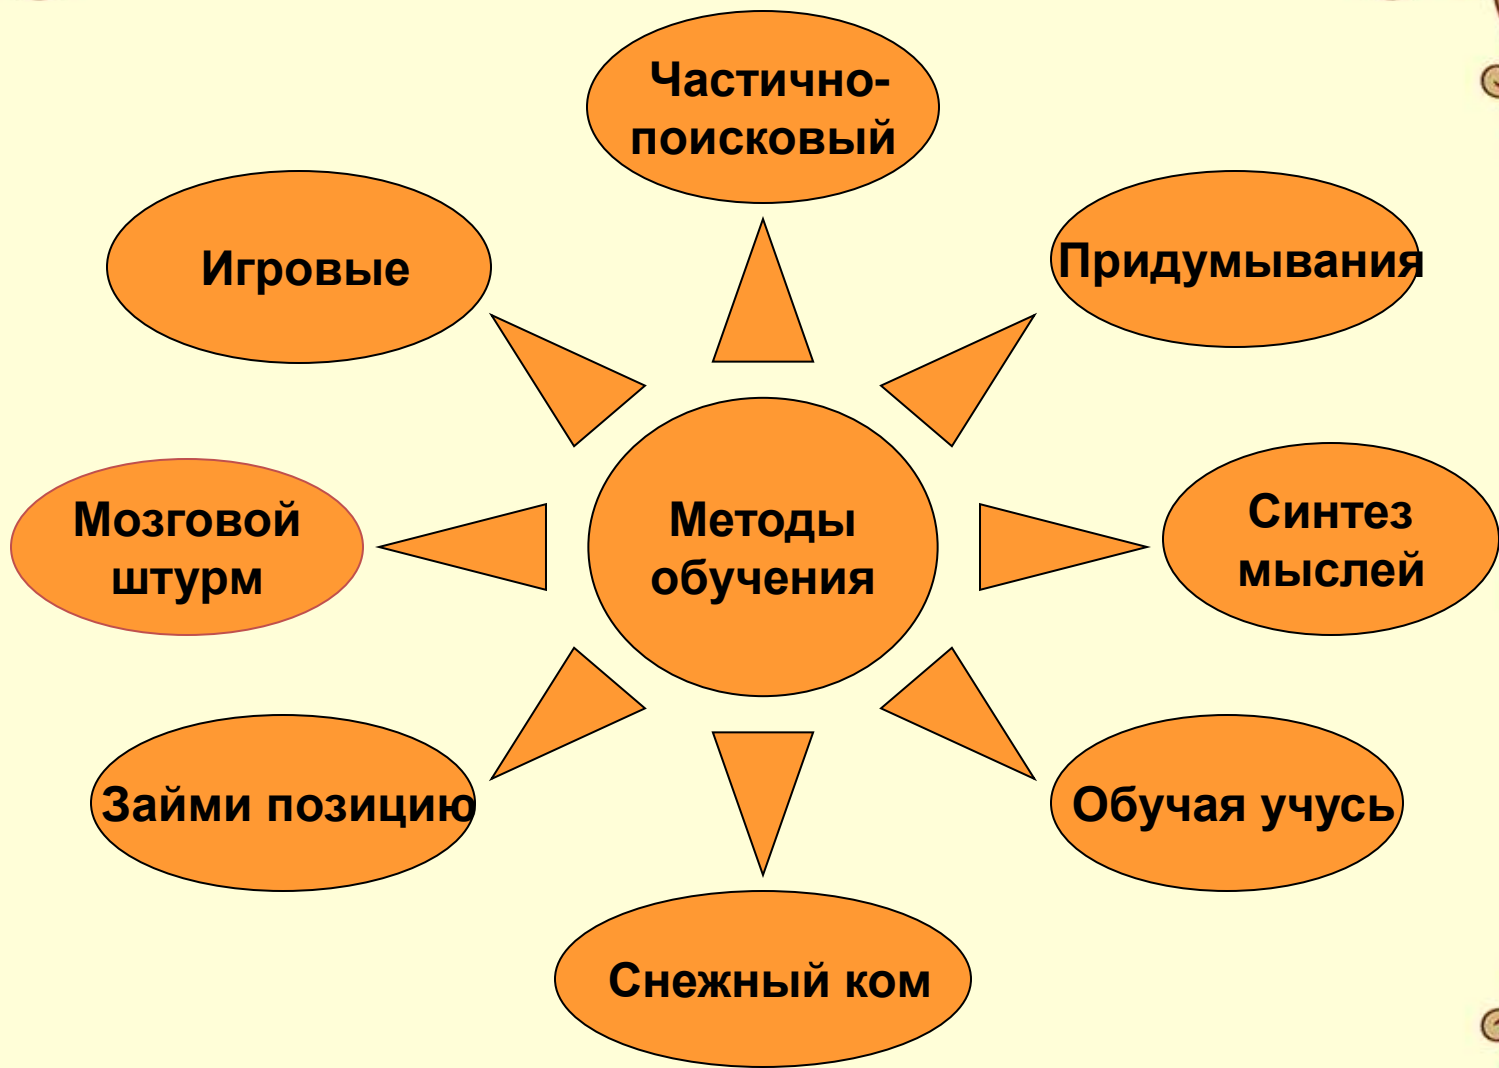 Частично-
поисковый
Придумывания
Игровые
Синтез
мыслей
Мозговой
штурм
Методы
обучения
Займи позицию
Обучая учусь
Снежный ком